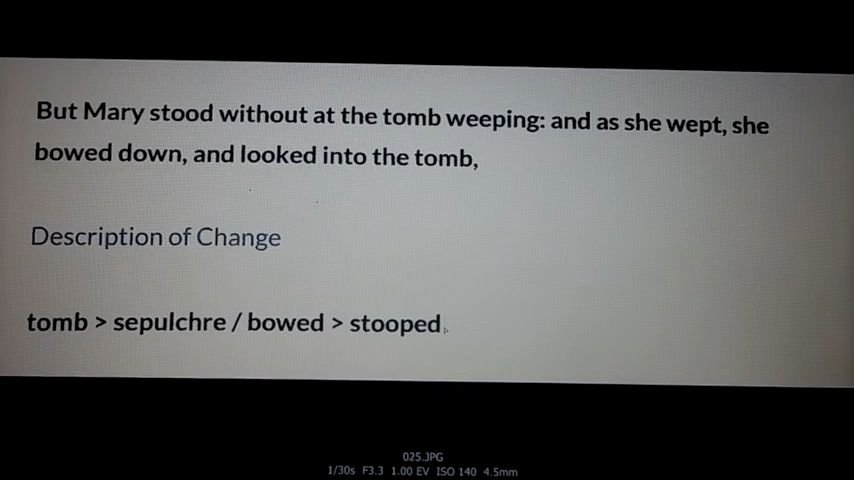 But Mary stood without at the tomb weeping: and as she wept, she
bowed down, and looked into the tomb,
Description of Change
tomb > sepulchre / bowed > stooped
025.JPG
1/30s F3.3 1.00 EV ISO 140 4.5mm